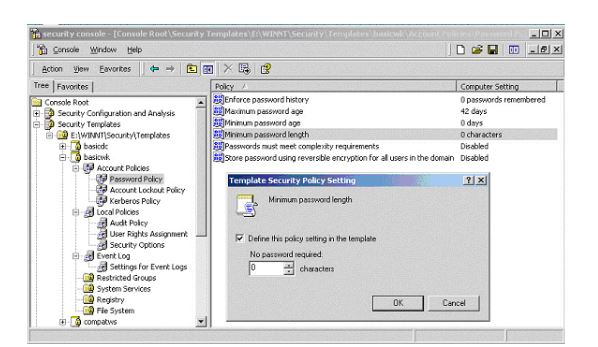 security console - [Console Root\Security Templates\E:\WINNT\Security\Templates\basicwk\Account Policies\Password P...
Console Window Help
Action View Favorites
Tree Favorites
Policy Computer Setting
Console Root
Security Configuration and Analysis
Security Templates
E:\WINNT\Security\Templates
basicdc
basicwk
Account Policies
Password Policy
Account Lockout Policy
Kerberos Policy
Local Policies
Audit Policy
User Rights Assignment
Security Options
Event Log
Settings for Event Logs
Restricted Groups
System Services
Registry
File System
compatws
Enforce password history 0 passwords remembered
Maximum password age 42 days
Minimum password age 0 days
Minimum password length 0 characters
Passwords must meet complexity requirements Disabled
Store password using reversible encryption for all users in the domain Disabled
Template Security Policy Setting
Minimum password length
Define this policy setting in the template
No password required:
0 characters
OK Cancel